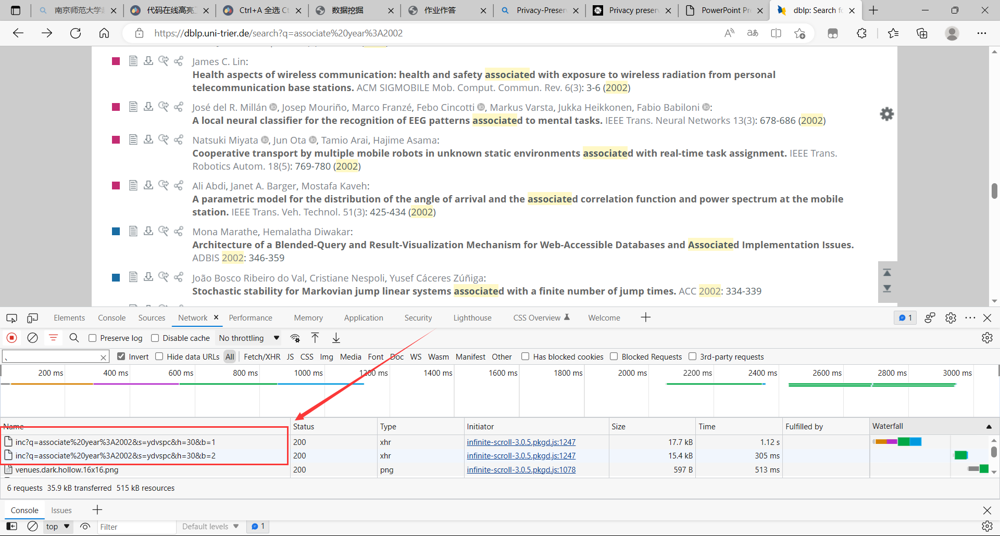 南京师范大学
代码在线高亮
Ctrl+A 全选 Ct
数据挖掘
作业作答
Privacy-Preser
Privacy preser
PowerPoint Pr
dblp: Search fo
https://dblp.uni-trier.de/search?q=associate%20year%3A2002
James C. Lin:
Health aspects of wireless communication: health and safety associated with exposure to wireless radiation from personal
telecommunication base stations. ACM SIGMOBILE Mob. Comput. Commun. Rev. 6(3): 3-6 (2002)
José del R. Millán, Josep Mouriño, Marco Franzé, Febo Cincotti, Markus Varsta, Jukka Heikkonen, Fabio Babiloni:
A local neural classifier for the recognition of EEG patterns associated to mental tasks. IEEE Trans. Neural Networks 13(3): 678-686 (2002)
Natsuki Miyata, Jun Ota, Tamio Arai, Hajime Asama:
Cooperative transport by multiple mobile robots in unknown static environments associated with real-time task assignment. IEEE Trans.
Robotics Autom. 18(5): 769-780 (2002)
Ali Abdi, Janet A. Barger, Mostafa Kaveh:
A parametric model for the distribution of the angle of arrival and the associated correlation function and power spectrum at the mobile
station. IEEE Trans. Veh. Technol. 51(3): 425-434 (2002)
Mona Marathe, Hemalatha Diwakar:
Architecture of a Blended-Query and Result-Visualization Mechanism for Web-Accessible Databases and Associated Implementation Issues.
ADBIS 2002: 346-359
João Bosco Ribeiro do Val, Cristiane Nespoli, Yusef Cáceres Zúñiga:
Stochastic stability for Markovian jump linear systems associated with a finite number of jump times. ACC 2002: 334-339
Elements Console Sources Network Performance Memory Application Security Lighthouse CSS Overview Welcome 1
Preserve log Disable cache No throttling
、 Invert Hide data URLs All Fetch/XHR JS CSS Img Media Font Doc WS Wasm Manifest Other Has blocked cookies Blocked Requests 3rd-party requests
200 ms 400 ms 600 ms 800 ms 1000 ms 1200 ms 1400 ms 1600 ms 1800 ms 2000 ms 2200 ms 2400 ms 2600 ms 2800 ms 3000 ms
Name Status Type Initiator Size Time Fulfilled by Waterfall
inc?q=associate%20year%3A2002&s=ydvspc&h=30&b=1 200 xhr infinite-scroll-3.0.5.pkgd.js:1247 17.7 kB 1.12 s
inc?q=associate%20year%3A2002&s=ydvspc&h=30&b=2 200 xhr infinite-scroll-3.0.5.pkgd.js:1247 15.4 kB 305 ms
venues.dark.hollow.16x16.png 200 png infinite-scroll-3.0.5.pkgd.js:1078 597 B 513 ms
6 requests 35.9 kB transferred 515 kB resources
Console Issues
top Filter Default levels 1